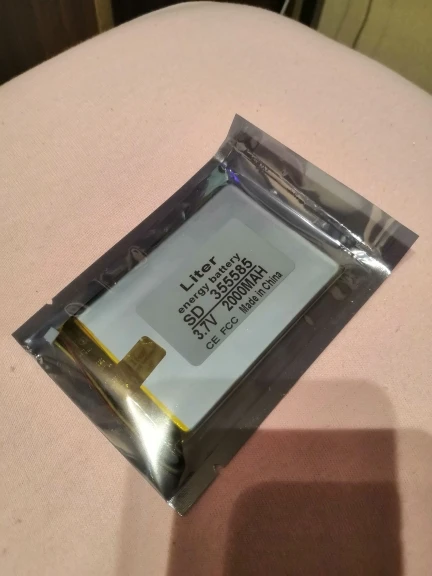 Liter
energy battery
SD 355585
3.7V 2000MAH
CE FCC Made in China